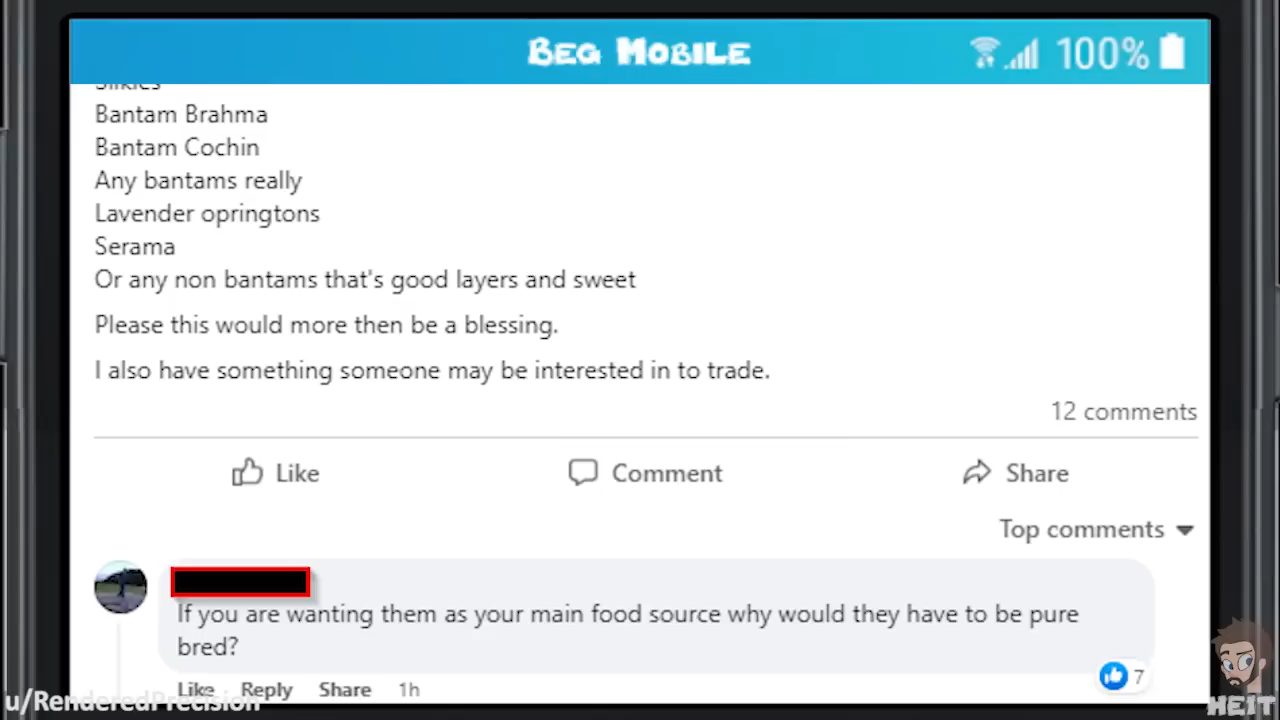 BEG MOBILE
100%
Silkies
Bantam Brahma
Bantam Cochin
Any bantams really
Lavender opringtons
Serama
Or any non bantams that's good layers and sweet
Please this would more then be a blessing.
I also have something someone may be interested in to trade.
12 comments
Like Comment Share
Top comments
If you are wanting them as your main food source why would they have to be pure
bred?
7
Like Reply Share 1h
u/RenderedPrecision
HEIT